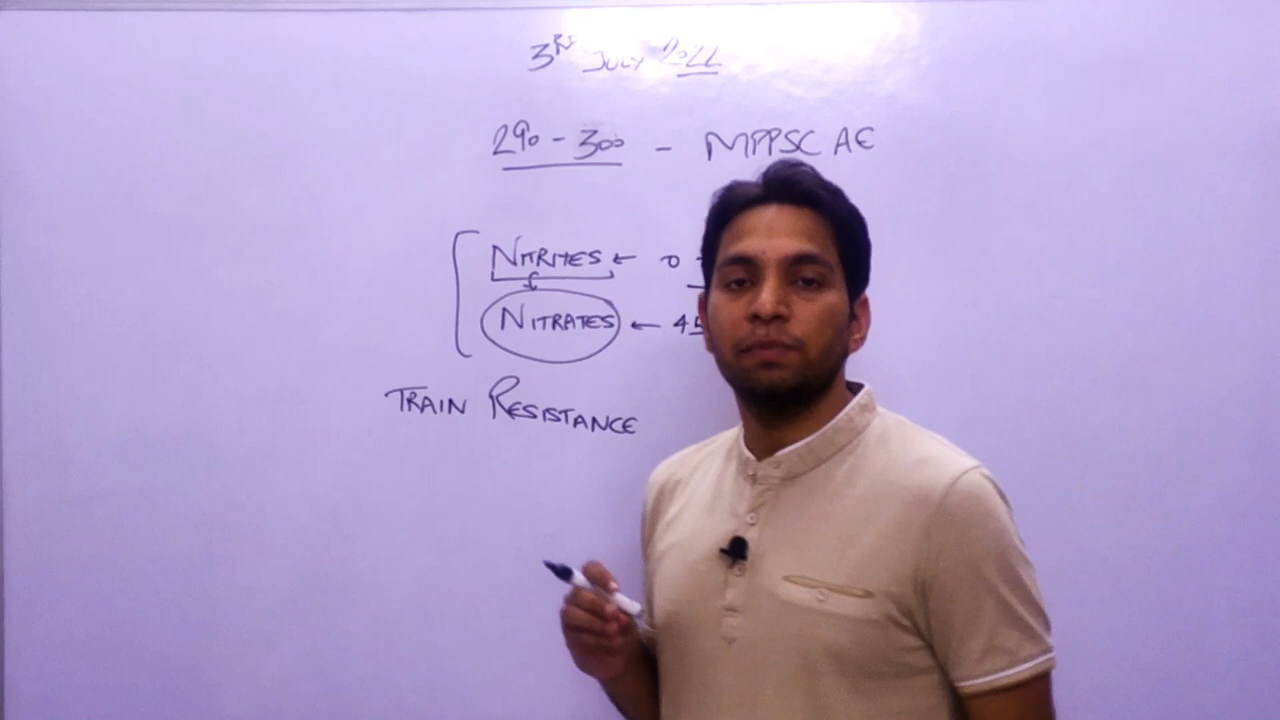 3RD JULY 2022
290 - 300 - MPPSC AE
NITRITES ← 0
NITRATES ← 45
TRAIN RESISTANCE